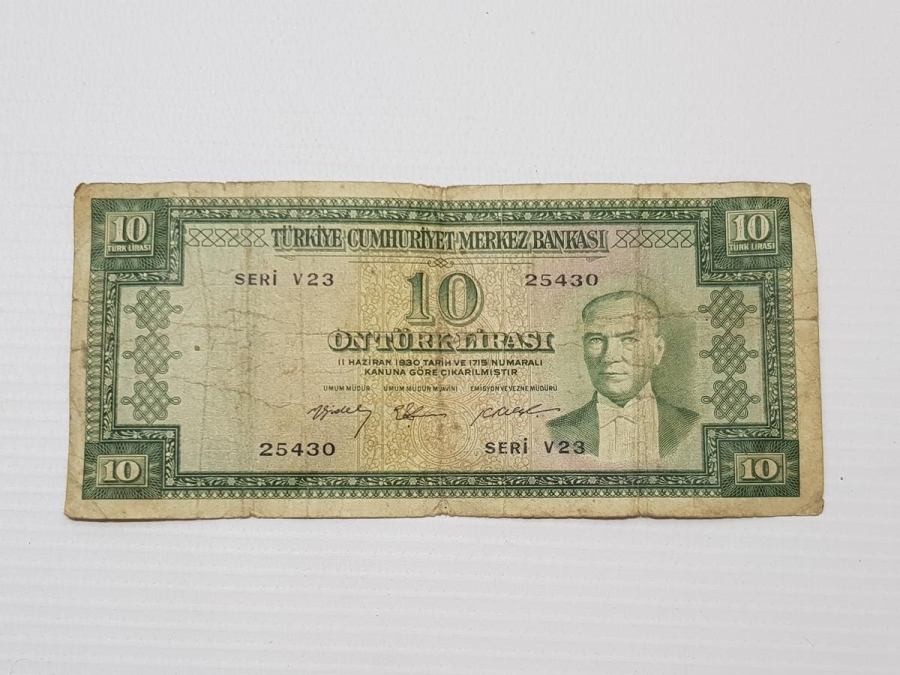 10
TÜRK LİRASI
TÜRKİYE CUMHURİYET MERKEZ BANKASI
10
TÜRK LİRASI
SERİ V23
10
25430
ON TÜRK LİRASI
11 HAZİRAN 1930 TARİH VE 1715 NUMARALI
KANUNA GÖRE ÇIKARILMIŞTIR
UMUM MÜDÜR UMUM MÜDÜR MUAVİNİ EMİSYON VE VEZNE MÜDÜRÜ
25430
SERİ V23
10
10